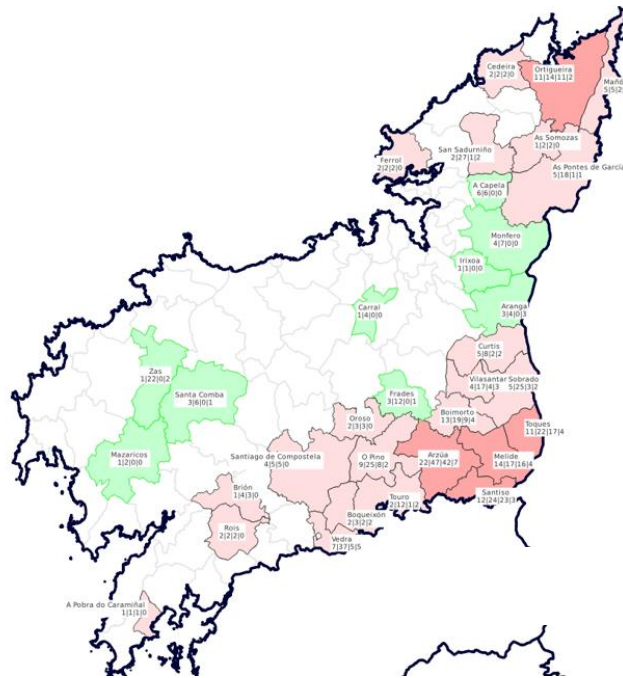 Cedeira
2|2|2|0
Ortigueira
11|14|11|2
Mañó
5|5|2
As Somozas
1|2|2|0
San Sadurniño
2|27|1|2
Ferrol
2|2|2|0
As Pontes de García
5|18|1|1
A Capela
6|6|0|0
Monfero
4|7|0|0
Irixoa
1|1|0|0
Aranga
3|4|0|3
Carral
1|4|0|0
Curtis
5|8|2|2
Zas
1|22|0|2
Vilasantar
4|17|4|3
Sobrado
5|25|3|2
Santa Comba
3|6|0|1
Frades
3|12|0|1
Boimorto
13|19|9|4
Oroso
2|3|3|0
Toques
11|22|17|4
Mazaricos
1|2|0|0
Santiago de Compostela
4|5|5|0
O Pino
9|25|8|2
Arzúa
22|47|42|7
Melide
14|17|16|4
Brión
1|4|3|0
Santiso
12|24|23|3
Touro
2|12|1|2
Boqueixón
2|3|2|2
Rois
2|2|2|0
Vedra
7|37|5|5
A Pobra do Caramiñal
1|1|1|0